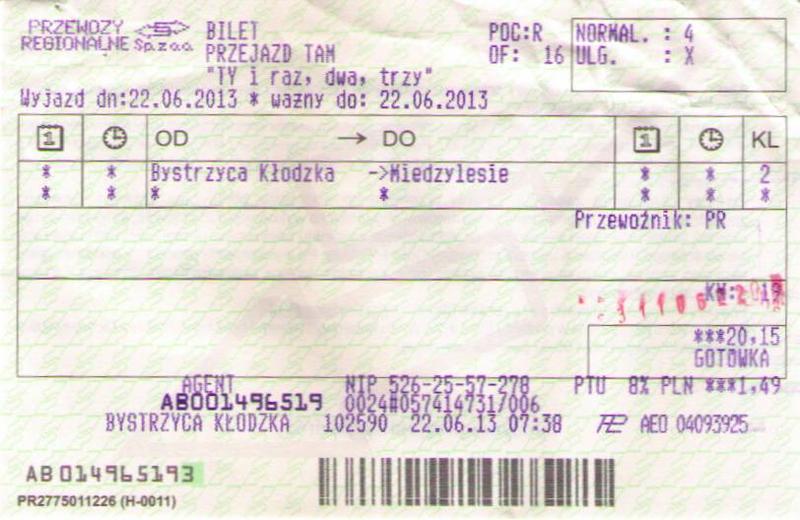 PRZEWOZY REGIONALNE Sp.z o.o. BILET POC:R NORMAL. : 4
PRZEJAZD TAM OF: 16 ULG. : X
"TY i raz, dwa, trzy"
Wyjazd dn:22.06.2013 * ważny do: 22.06.2013
1 OD → DO 1 KL
* * Bystrzyca Kłodzka ->Miedzylesie * * 2
* * * * * * *
Przewoźnik: PR
KM: 19
***20,15
GOTOWKA
AGENT NIP 526-25-57-278 PTU 8% PLN ***1,49
AB001496519 0024#0574147317006
BYSTRZYCA KŁODZKA 102590 22.06.13 07:38 AEO 04093925
AB 014965193
PR2775011226 (H-0011)